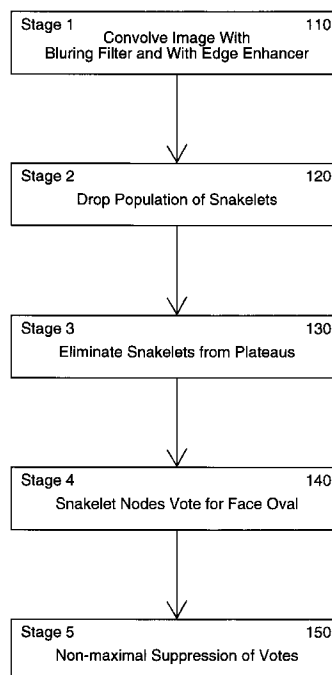 Stage 1 110
Convolve Image With
Bluring Filter and With Edge Enhancer
Stage 2 120
Drop Population of Snakelets
Stage 3 130
Eliminate Snakelets from Plateaus
Stage 4 140
Snakelet Nodes Vote for Face Oval
Stage 5 150
Non-maximal Suppression of Votes